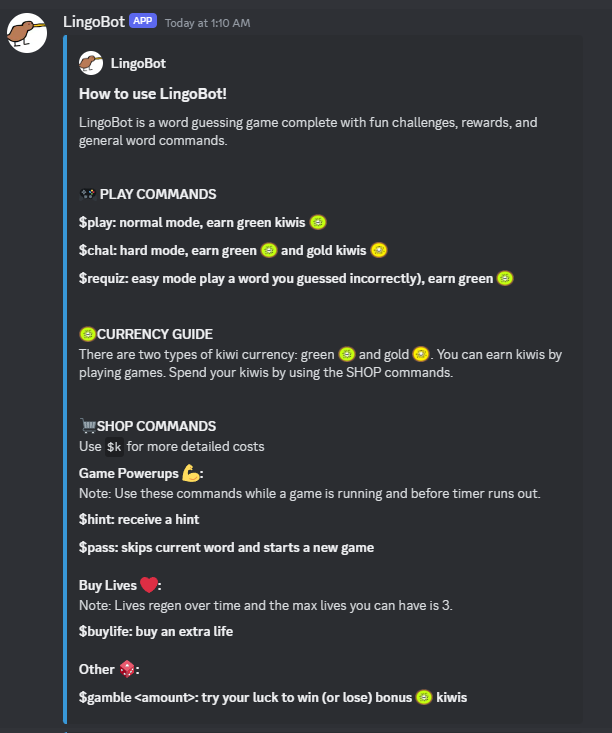 LingoBot APP Today at 1:10 AM
LingoBot
How to use LingoBot!
LingoBot is a word guessing game complete with fun challenges, rewards, and
general word commands.
🎮 PLAY COMMANDS
$play: normal mode, earn green kiwis
$chal: hard mode, earn green and gold kiwis
$requiz: easy mode play a word you guessed incorrectly), earn green
CURRENCY GUIDE
There are two types of kiwi currency: green and gold . You can earn kiwis by
playing games. Spend your kiwis by using the SHOP commands.
🛒SHOP COMMANDS
Use $k for more detailed costs
Game Powerups 💪:
Note: Use these commands while a game is running and before timer runs out.
$hint: receive a hint
$pass: skips current word and starts a new game
Buy Lives ❤️:
Note: Lives regen over time and the max lives you can have is 3.
$buylife: buy an extra life
Other 🎲:
$gamble <amount>: try your luck to win (or lose) bonus kiwis